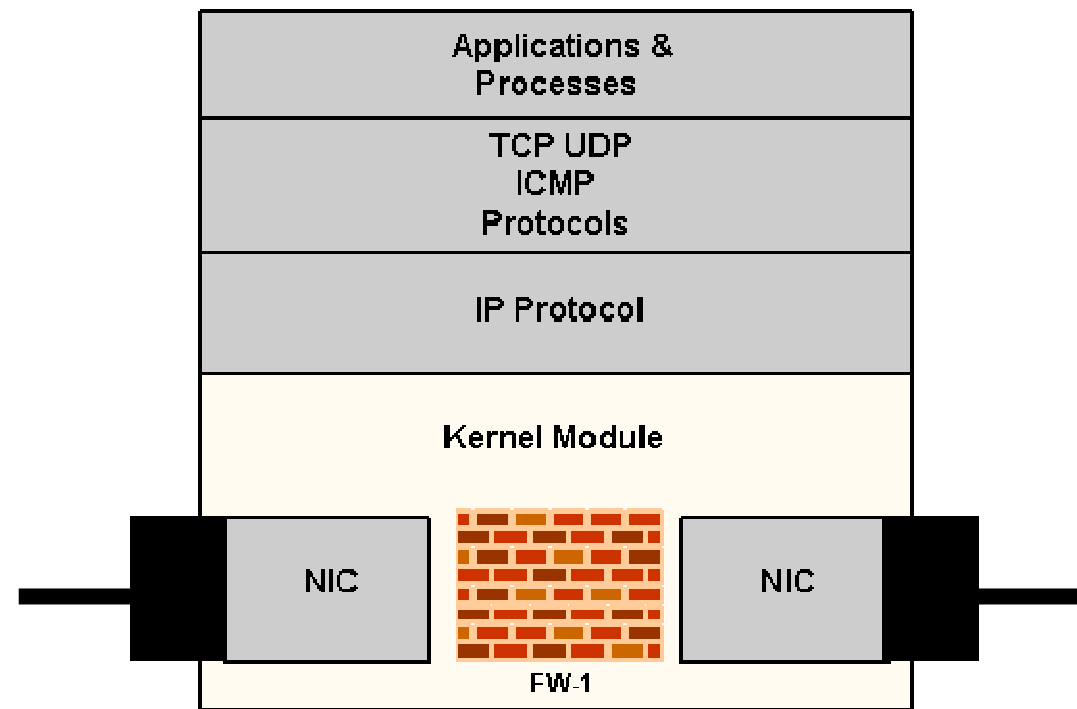 Applications &
Processes
TCP UDP
ICMP
Protocols
IP Protocol
Kernel Module
NIC
NIC
FW-1